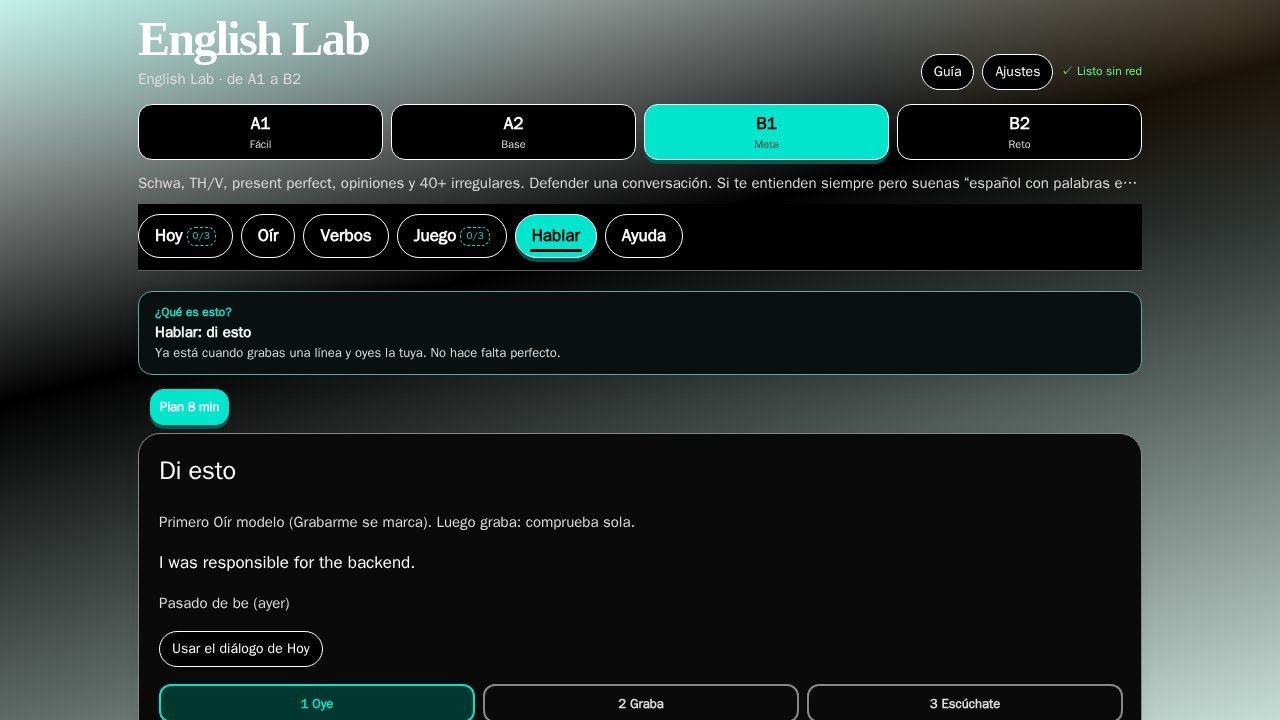 English Lab
English Lab · de A1 a B2
Guía
Ajustes
✓ Listo sin red
A1
Fácil
A2
Base
B1
Meta
B2
Reto
Schwa, TH/V, present perfect, opiniones y 40+ irregulares. Defender una conversación. Si te entienden siempre pero suenas “español con palabras e…
Hoy 0/3
Oír
Verbos
Juego 0/3
Hablar
Ayuda
¿Qué es esto?
Hablar: di esto
Ya está cuando grabas una línea y oyes la tuya. No hace falta perfecto.
Plan 8 min
Di esto
Primero Oír modelo (Grabarme se marca). Luego graba: comprueba sola.
I was responsible for the backend.
Pasado de be (ayer)
Usar el diálogo de Hoy
1 Oye
2 Graba
3 Escúchate